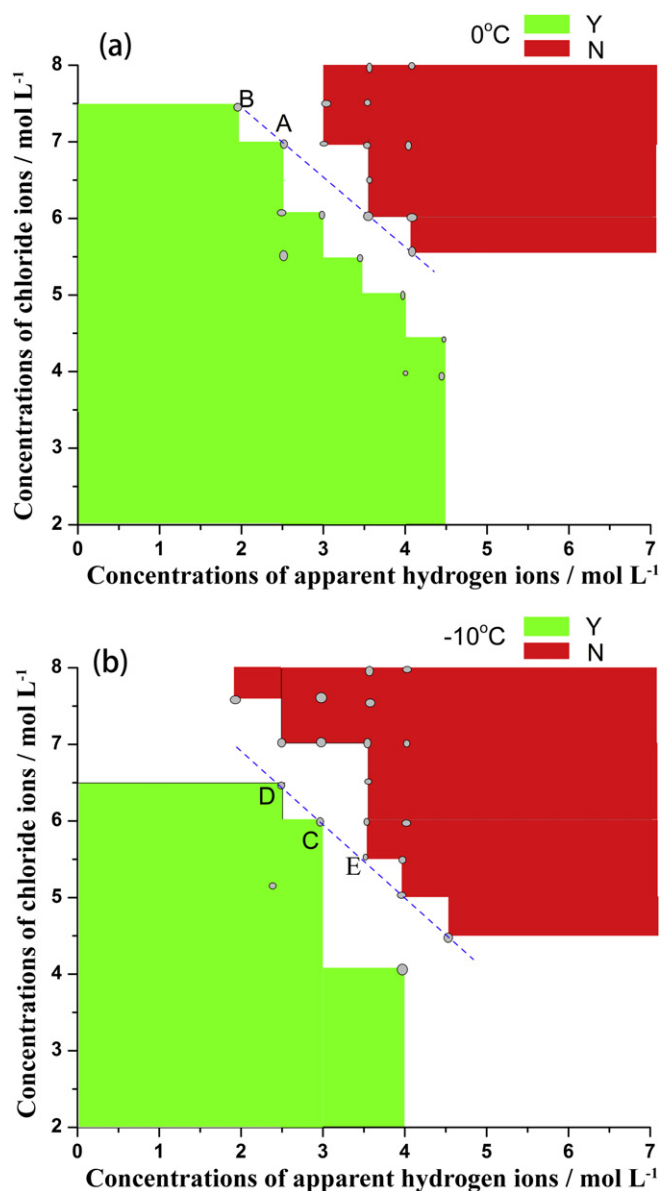 (a)
0°C
Y
N
8
7
6
5
4
3
2
B
A
0
1
2
3
4
5
6
7
Concentrations of chloride ions / mol L⁻¹
Concentrations of apparent hydrogen ions / mol L⁻¹
(b)
-10°C
Y
N
8
7
6
5
4
3
2
D
C
E
0
1
2
3
4
5
6
7
Concentrations of chloride ions / mol L⁻¹
Concentrations of apparent hydrogen ions / mol L⁻¹